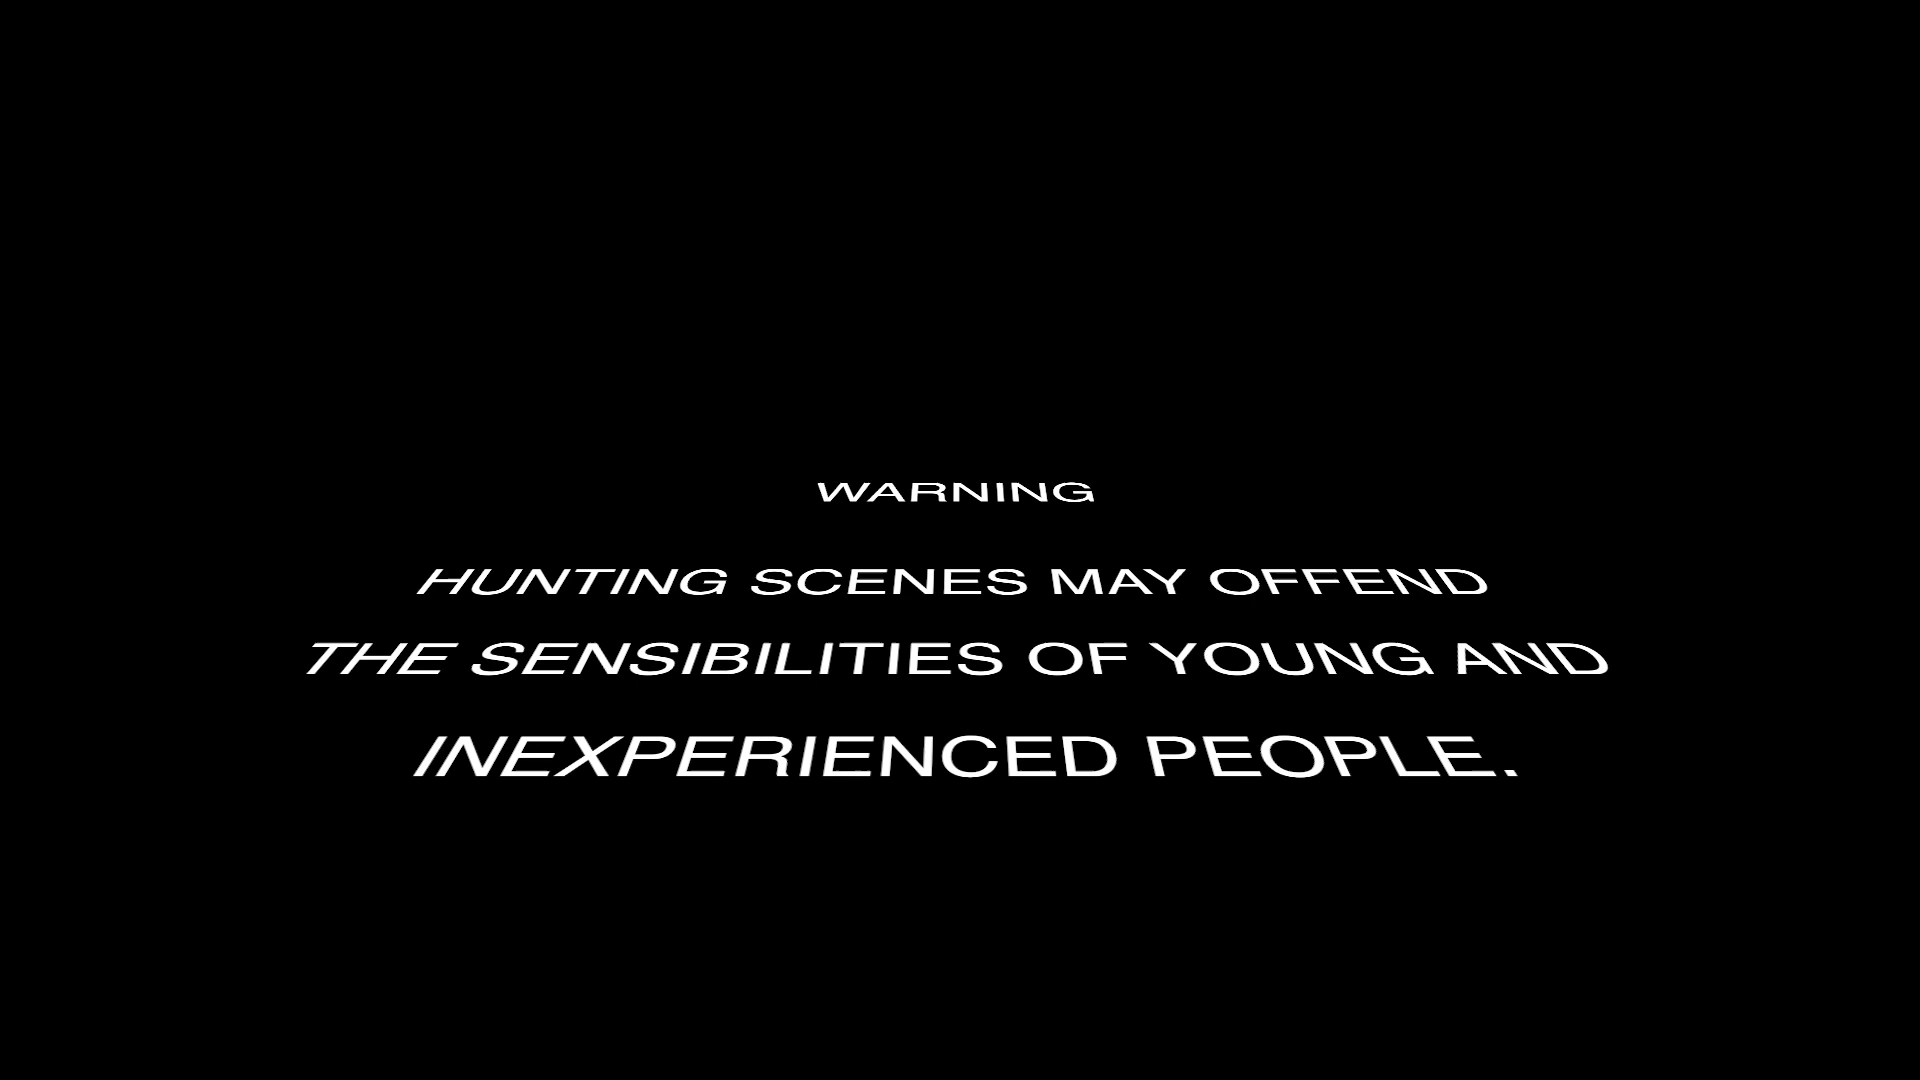 WARNING
HUNTING SCENES MAY OFFEND
THE SENSIBILITIES OF YOUNG AND
INEXPERIENCED PEOPLE.